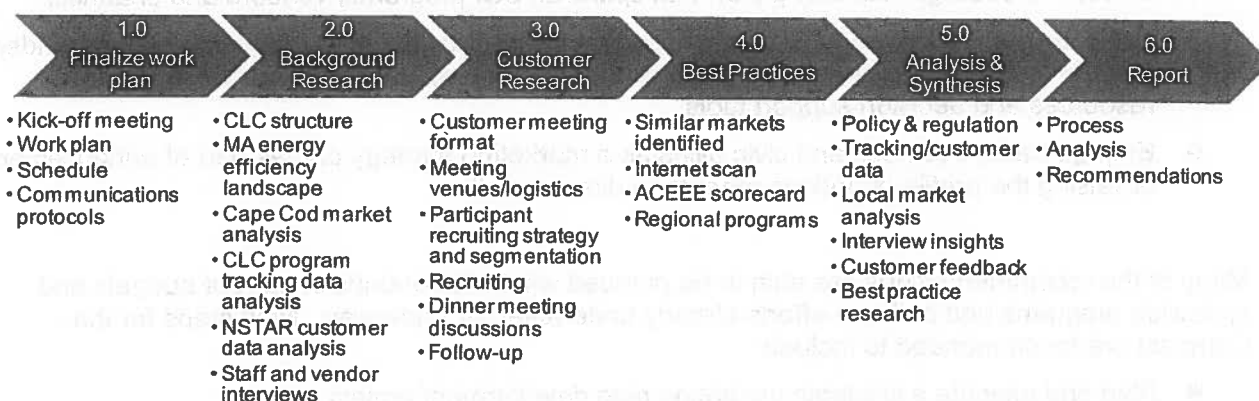 1.0
Finalize work
plan
• Kick-off meeting
• Work plan
• Schedule
• Communications
protocols
2.0
Background
Research
• CLC structure
• MA energy
efficiency
landscape
• Cape Cod market
analysis
• CLC program
tracking data
analysis
• NSTAR customer
data analysis
• Staff and vendor
interviews
3.0
Customer
Research
• Customer meeting
format
• Meeting
venues/logistics
• Participant
recruiting strategy
and segmentation
• Recruiting
• Dinner meeting
discussions
• Follow-up
4.0
Best Practices
• Similar markets
identified
• Internet scan
• ACEEE scorecard
• Regional programs
5.0
Analysis &
Synthesis
• Policy & regulation
• Tracking/customer
data
• Local market
analysis
• Interview insights
• Customer feedback
• Best practice
research
6.0
Report
• Process
• Analysis
• Recommendations